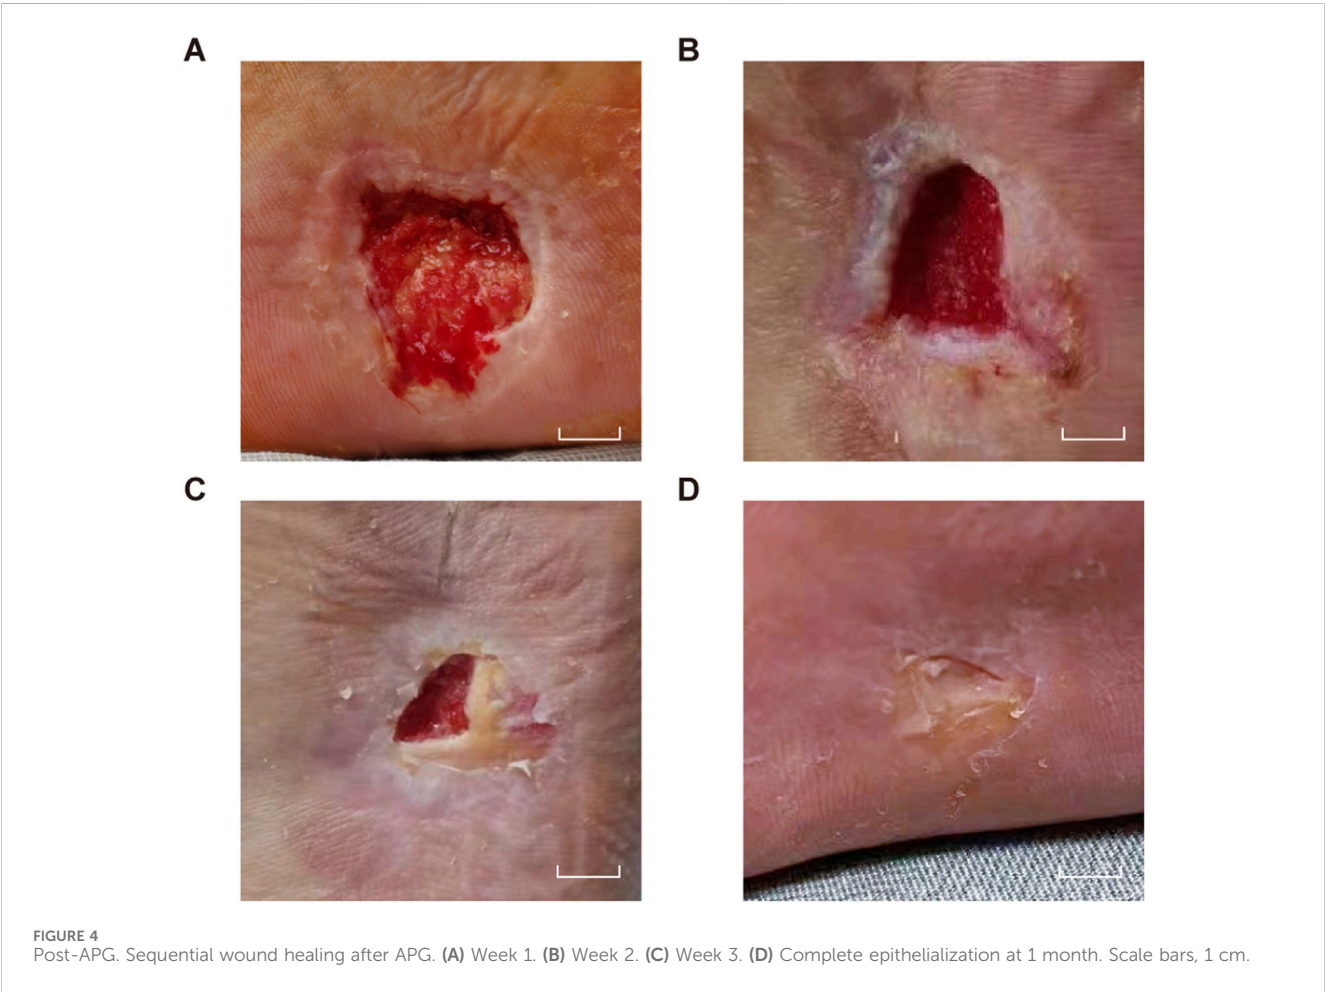 A
B
C
D
FIGURE 4
Post-APG. Sequential wound healing after APG. (A) Week 1. (B) Week 2. (C) Week 3. (D) Complete epithelialization at 1 month. Scale bars, 1 cm.